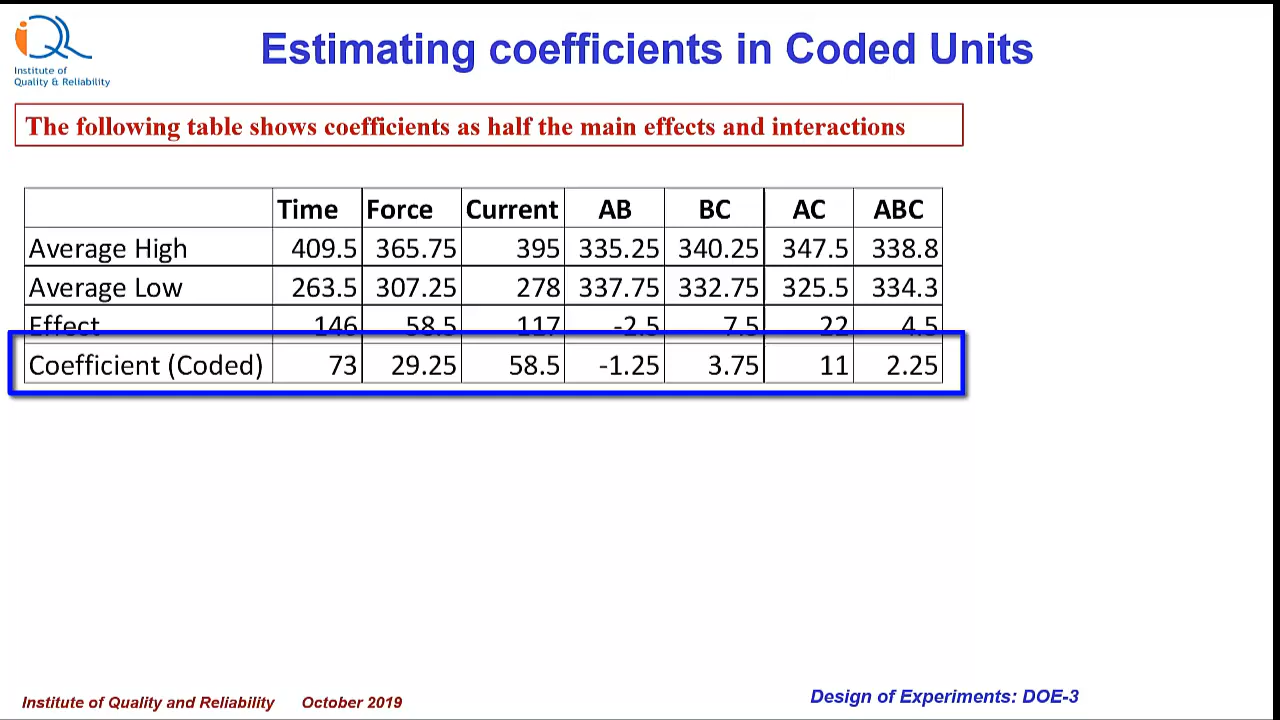 iQR
Institute of
Quality & Reliability
Estimating coefficients in Coded Units
The following table shows coefficients as half the main effects and interactions
Time Force Current AB BC AC ABC
Average High 409.5 365.75 395 335.25 340.25 347.5 338.8
Average Low 263.5 307.25 278 337.75 332.75 325.5 334.3
Effect 146 58.5 117 -2.5 7.5 22 4.5
Coefficient (Coded) 73 29.25 58.5 -1.25 3.75 11 2.25
Institute of Quality and Reliability October 2019
Design of Experiments: DOE-3